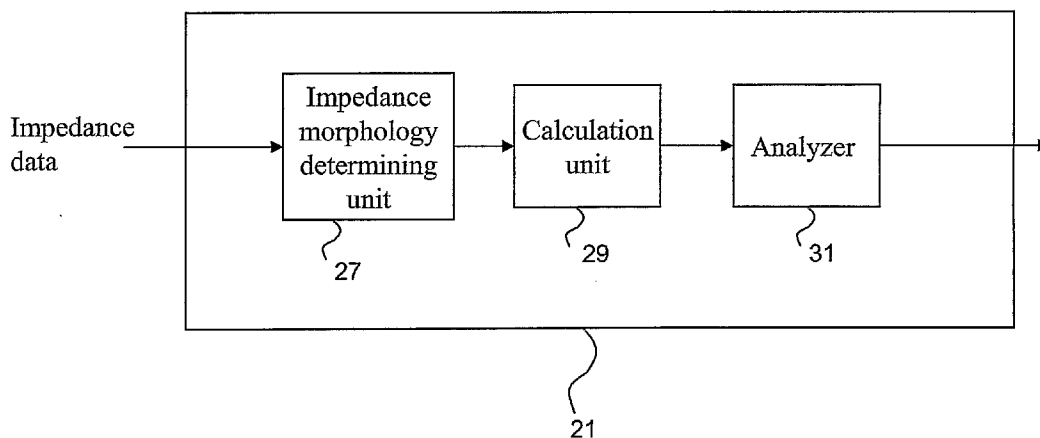 Impedance
data
Impedance
morphology
determining
unit
Calculation
unit
Analyzer
27
29
31
21